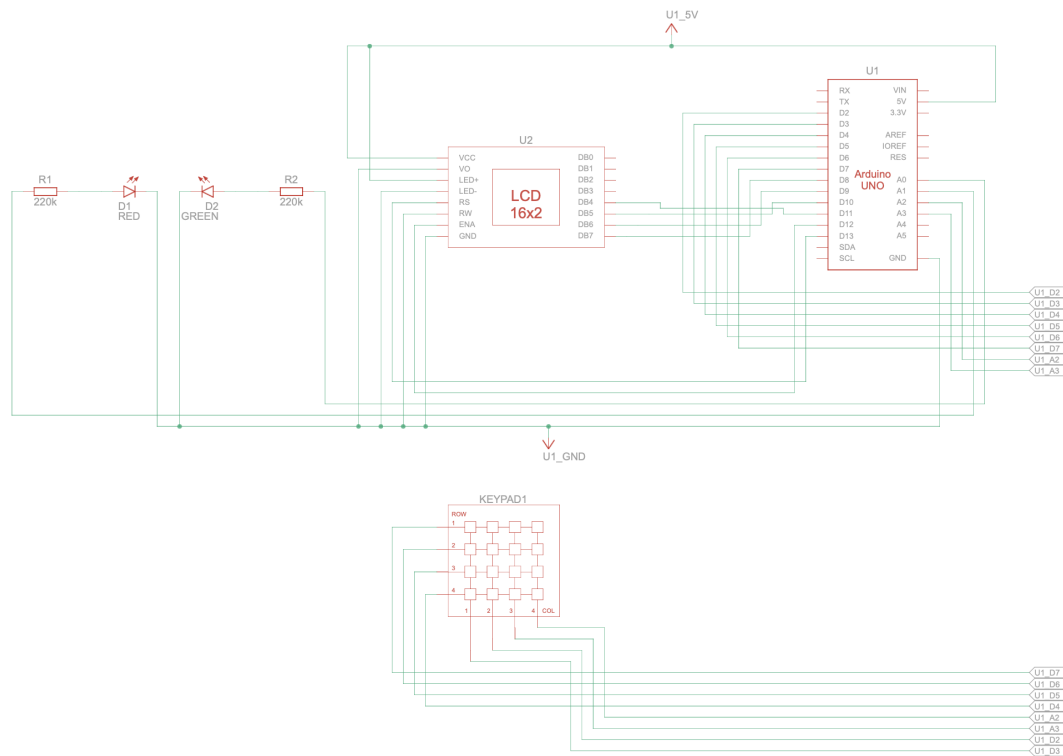 U1_5V
U1
RX
VIN
TX
5V
D2
3.3V
D3
D4
AREF
D5
IOREF
D6
RES
D7
Arduino
UNO
D8
A0
D9
A1
D10
A2
D11
A3
D12
A4
D13
A5
SDA
SCL
GND
U2
VCC
DB0
VO
DB1
LED+
DB2
LED-
DB3
RS
DB4
RW
DB5
ENA
DB6
GND
DB7
LCD
16x2
R1
220k
D1
RED
D2
GREEN
R2
220k
U1_D2
U1_D3
U1_D4
U1_D5
U1_D6
U1_D7
U1_A2
U1_A3
U1_GND
KEYPAD1
ROW
1
2
3
4
1 2 3 4 COL
U1_D7
U1_D6
U1_D5
U1_D4
U1_A2
U1_A3
U1_D2
U1_D3